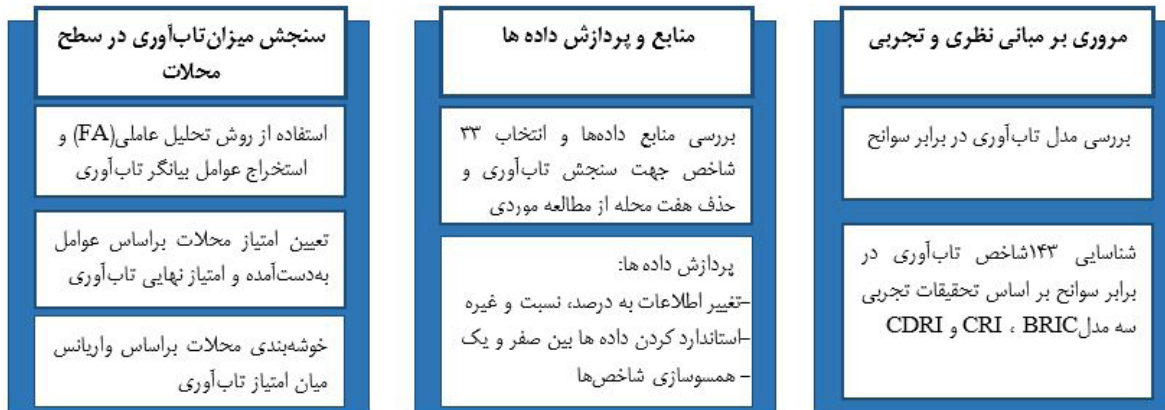 مروری بر مبانی نظری و تجربی
بررسی مدل تاب‌آوری در برابر سوانح
شناسایی ۱۴۳شاخص تاب‌آوری در
برابر سوانح بر اساس تحقیقات تجربی
سه مدلCRI ، BRIC و CDRI
منابع و پردازش داده ها
بررسی منابع داده‌ها و انتخاب ۳۳
شاخص جهت سنجش تاب‌آوری و
حذف هفت محله از مطالعه موردی
پردازش داده ها:
-تغییر اطلاعات به درصد، نسبت و غیره
-استاندارد کردن داده ها بین صفر و یک
- همسوسازی شاخص‌ها
سنجش میزان‌تاب‌آوری در سطح
محلات
استفاده از روش تحلیل عاملی(FA) و
استخراج عوامل بیانگر تاب‌آوری
تعیین امتیاز محلات براساس عوامل
به‌دست‌آمده و امتیاز نهایی تاب‌آوری
خوشه‌بندی محلات براساس واریانس
میان امتیاز تاب‌آوری